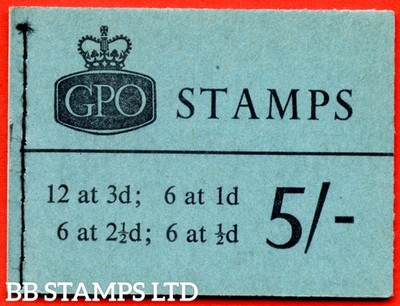 GPO STAMPS
12 at 3d; 6 at 1d
6 at 2½d; 6 at ½d 5/-
BB STAMPS LTD